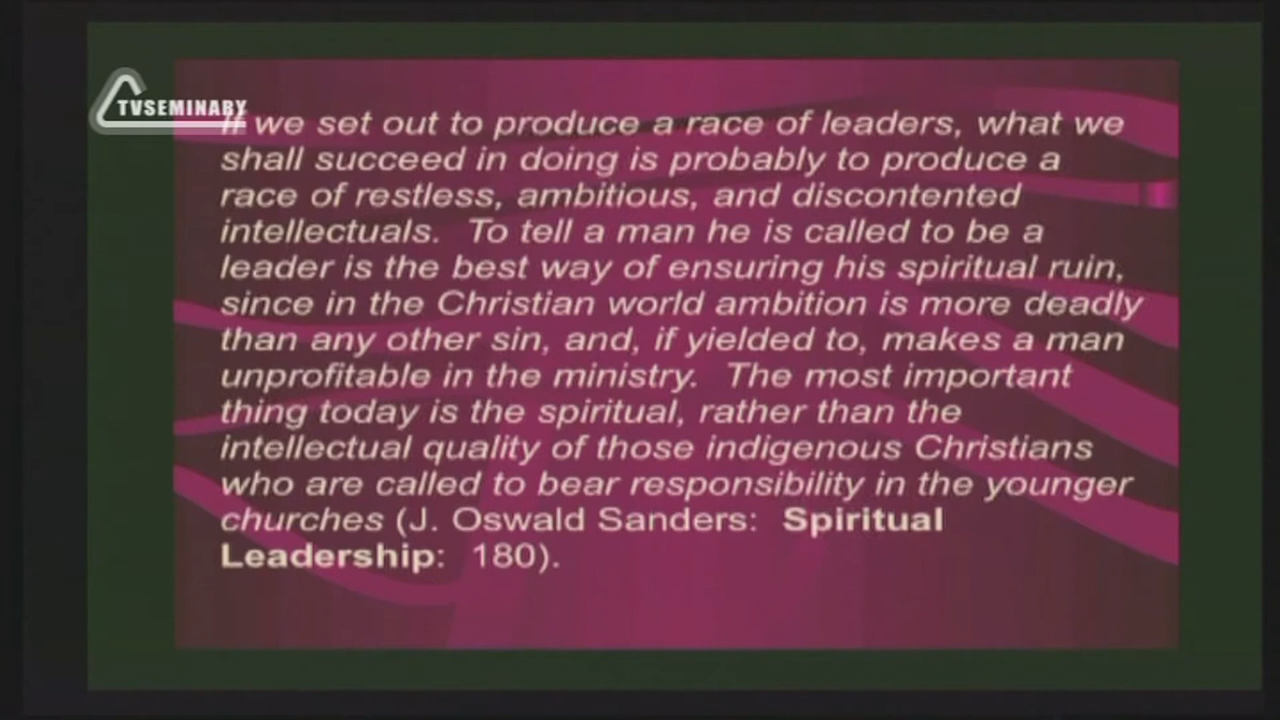 TVSEMINARY
If we set out to produce a race of leaders, what we
shall succeed in doing is probably to produce a
race of restless, ambitious, and discontented
intellectuals. To tell a man he is called to be a
leader is the best way of ensuring his spiritual ruin,
since in the Christian world ambition is more deadly
than any other sin, and, if yielded to, makes a man
unprofitable in the ministry. The most important
thing today is the spiritual, rather than the
intellectual quality of those indigenous Christians
who are called to bear responsibility in the younger
churches (J. Oswald Sanders: Spiritual
Leadership: 180).